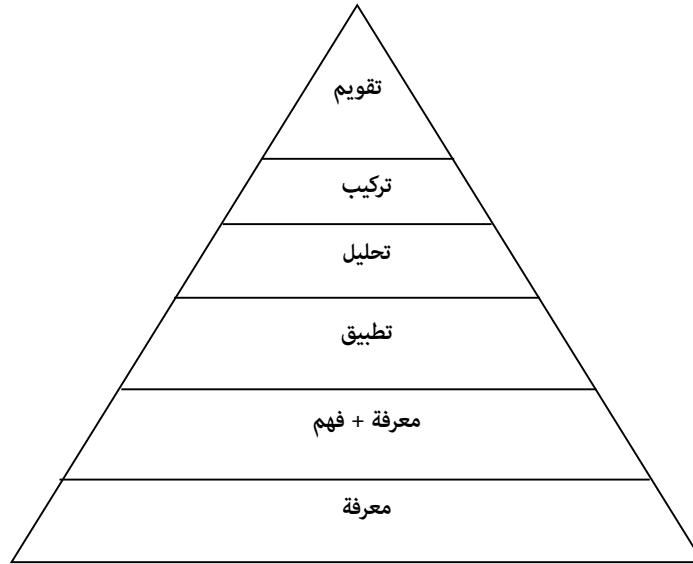 تقويم
تركيب
تحليل
تطبيق
معرفة + فهم
معرفة